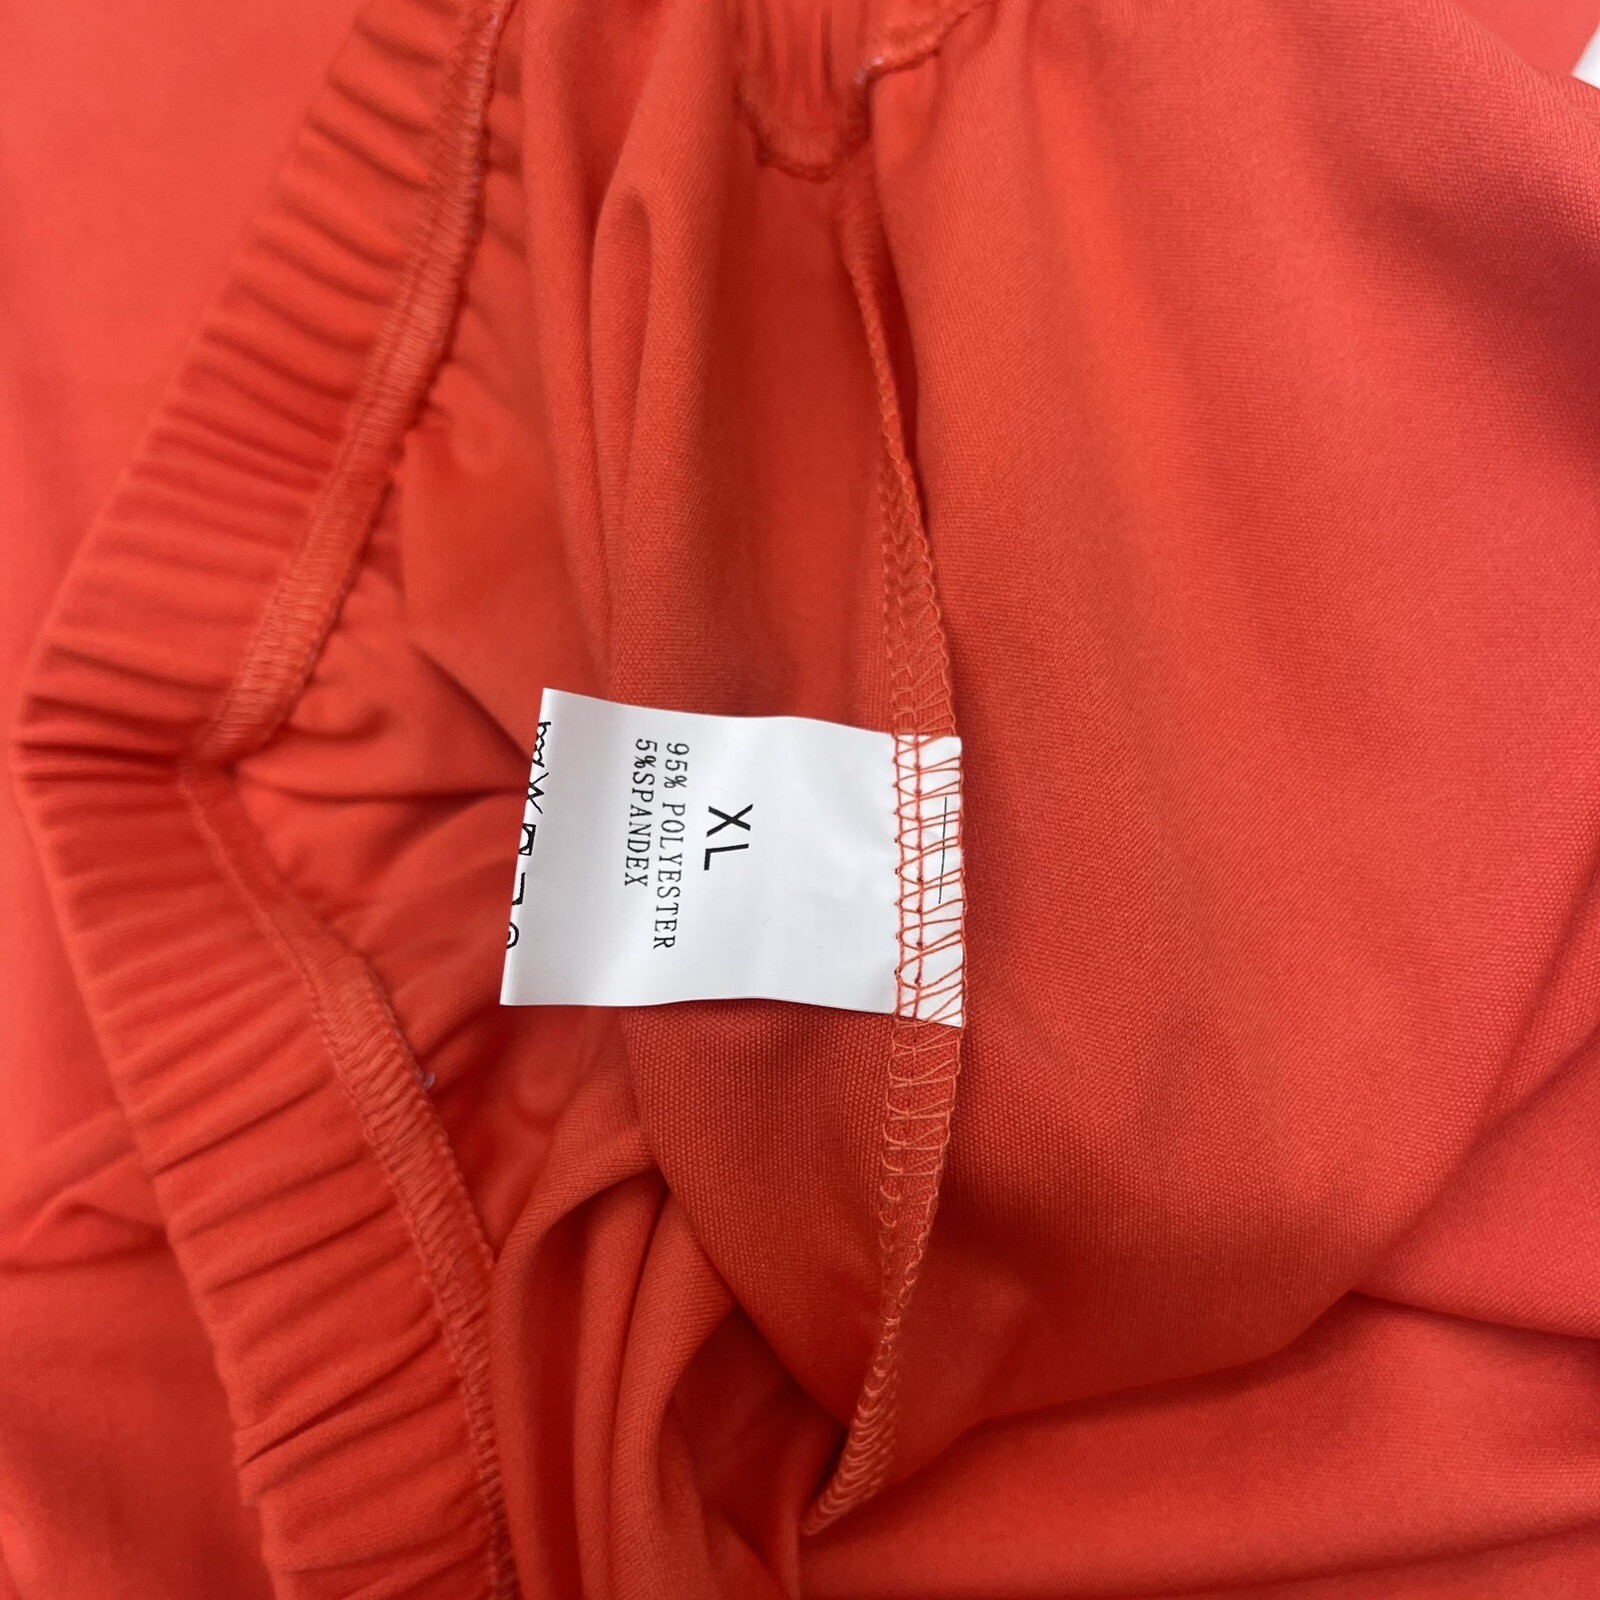 XL
95% POLYESTER
5%SPANDEX